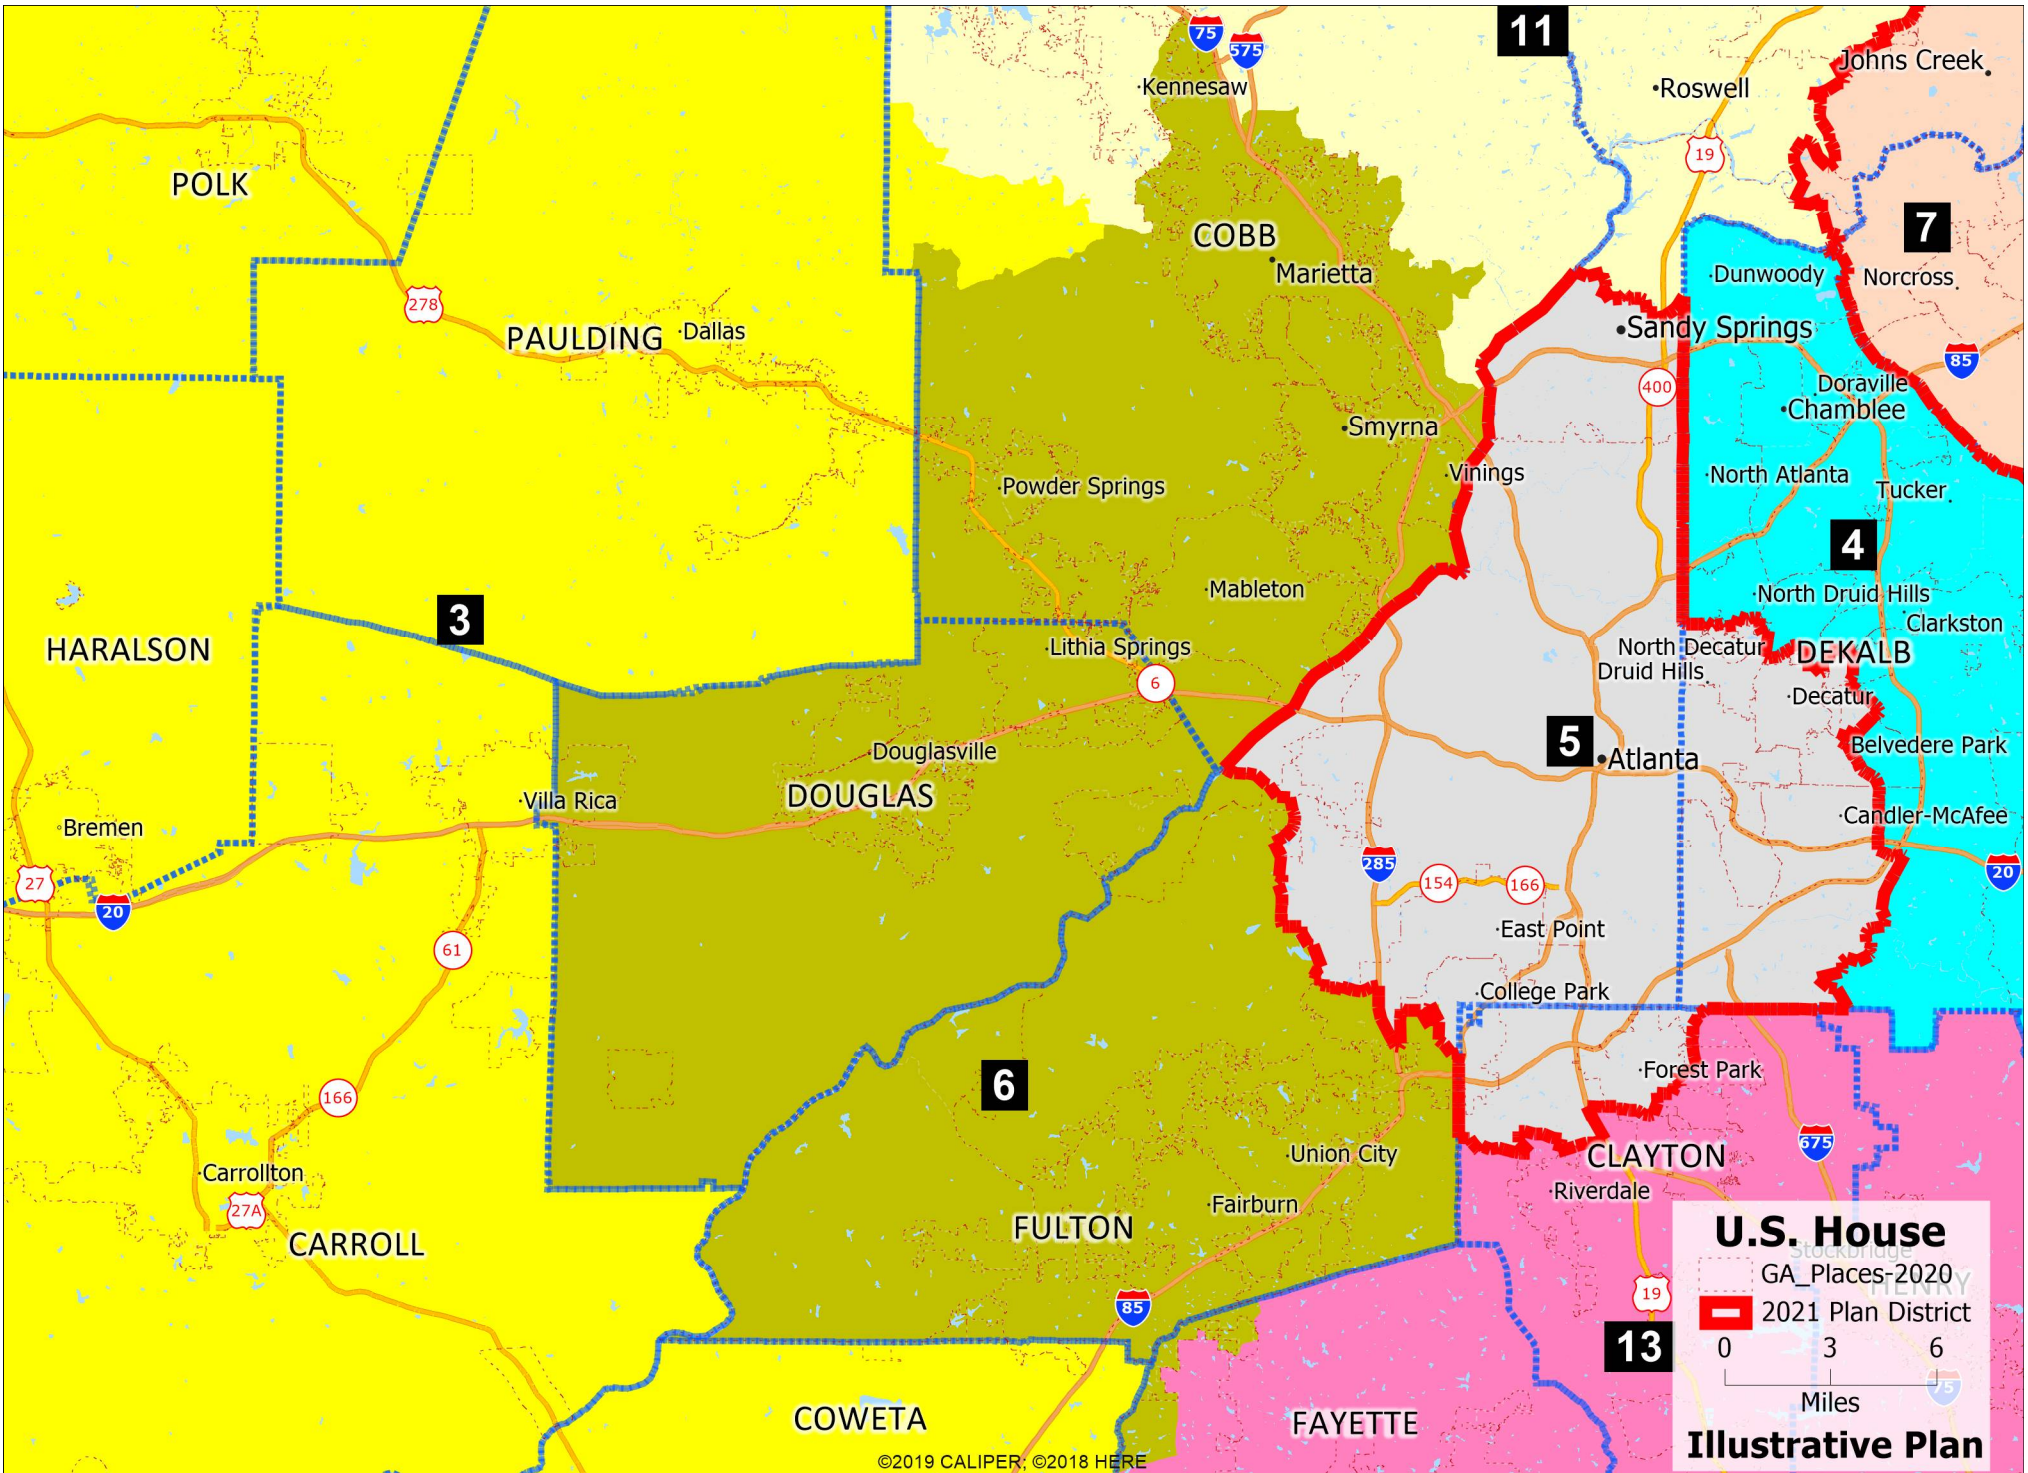 11
75
575
Johns Creek
Kennesaw
Roswell
19
POLK
7
COBB
Marietta
Dunwoody
Norcross
278
PAULDING
Dallas
Sandy Springs
85
400
Doraville
Chamblee
Smyrna
Vinings
North Atlanta
Tucker
Powder Springs
4
Mableton
North Druid Hills
3
Clarkston
HARALSON
Lithia Springs
North Decatur
DEKALB
Druid Hills
6
Decatur
Douglasville
5
Atlanta
Belvedere Park
DOUGLAS
Villa Rica
Bremen
Candler-McAfee
27
285
154
166
20
20
East Point
61
College Park
6
Forest Park
166
675
Union City
CLAYTON
Carrollton
Riverdale
27A
Fairburn
FULTON
CARROLL
U.S. House
Stockbridge
GA_Places-2020
HENRY
19
85
2021 Plan District
13
0 3 6
75
Miles
COWETA
FAYETTE
Illustrative Plan
©2019 CALIPER; ©2018 HERE